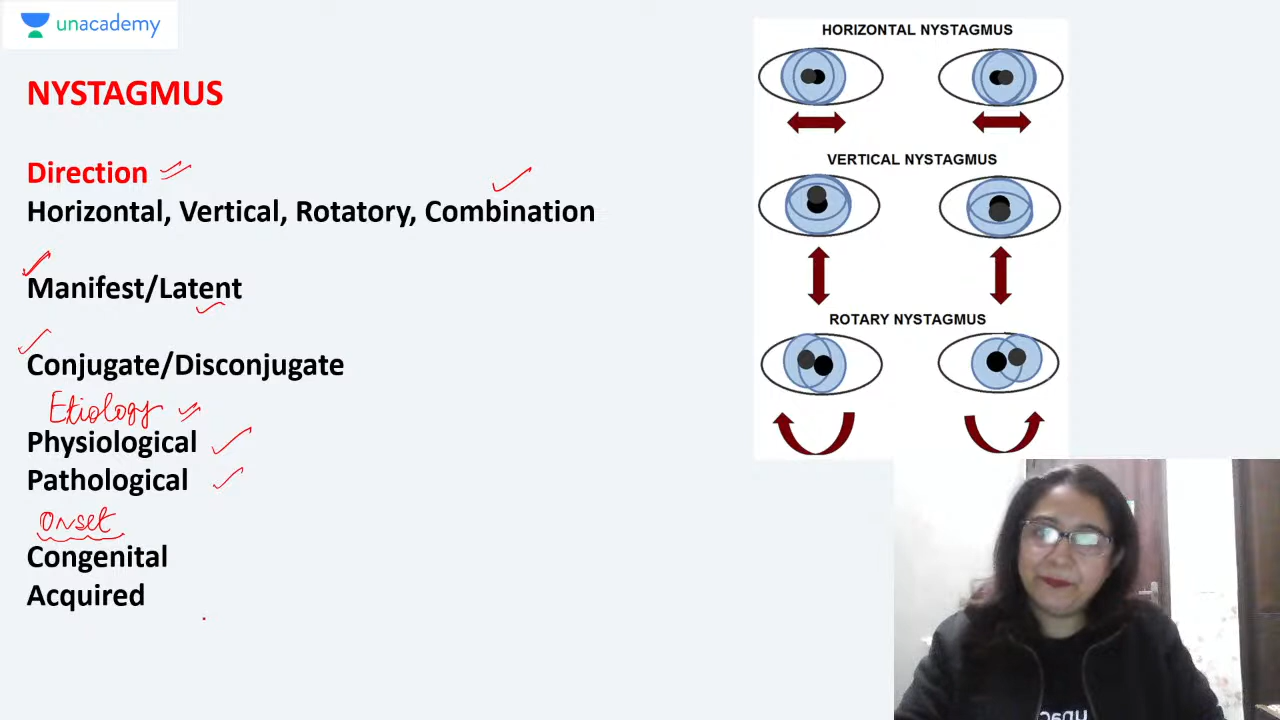 unacademy
NYSTAGMUS
Direction
Horizontal, Vertical, Rotatory, Combination
Manifest/Latent
Conjugate/Disconjugate
Etiology
Physiological
Pathological
Onset
Congenital
Acquired
HORIZONTAL NYSTAGMUS
VERTICAL NYSTAGMUS
ROTARY NYSTAGMUS